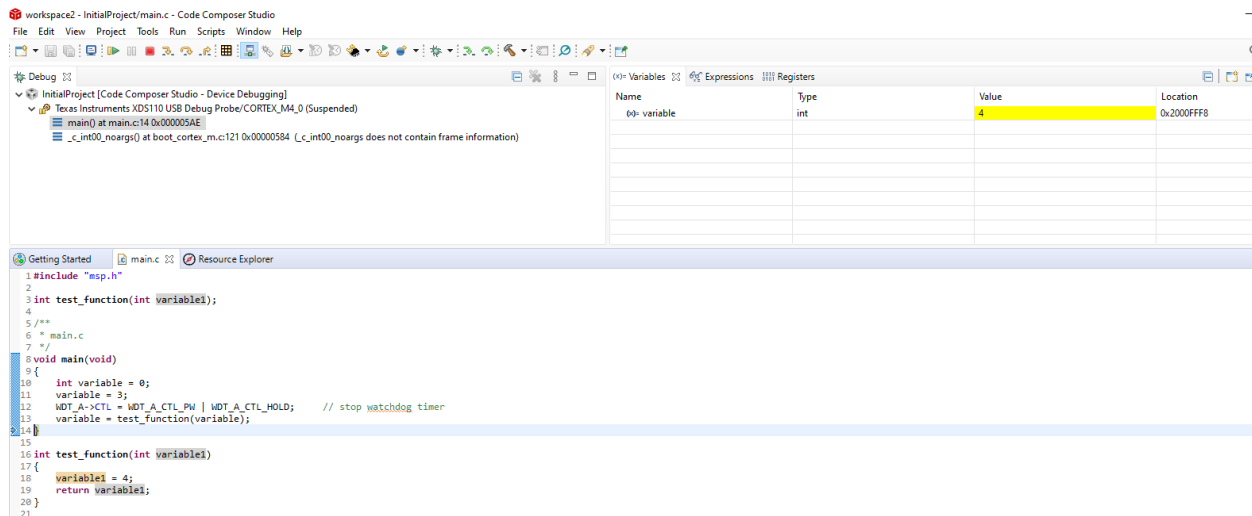 workspace2 - InitialProject/main.c - Code Composer Studio
File Edit View Project Tools Run Scripts Window Help
Debug
InitialProject [Code Composer Studio - Device Debugging]
Texas Instruments XDS110 USB Debug Probe/CORTEX_M4_0 (Suspended)
main() at main.c:14 0x000005AE
_c_int00_noargs() at boot_cortex_m.c:121 0x00000584 (_c_int00_noargs does not contain frame information)
(x)= Variables Expressions Registers
Name Type Value Location
(x)= variable int 4 0x2000FFF8
Getting Started main.c Resource Explorer
1 #include "msp.h"
2
3 int test_function(int variable1);
4
5 /**
6 * main.c
7 */
8 void main(void)
9 {
10 int variable = 0;
11 variable = 3;
12 WDT_A->CTL = WDT_A_CTL_PW | WDT_A_CTL_HOLD; // stop watchdog timer
13 variable = test_function(variable);
14 }
15
16 int test_function(int variable1)
17 {
18 variable1 = 4;
19 return variable1;
20 }
21